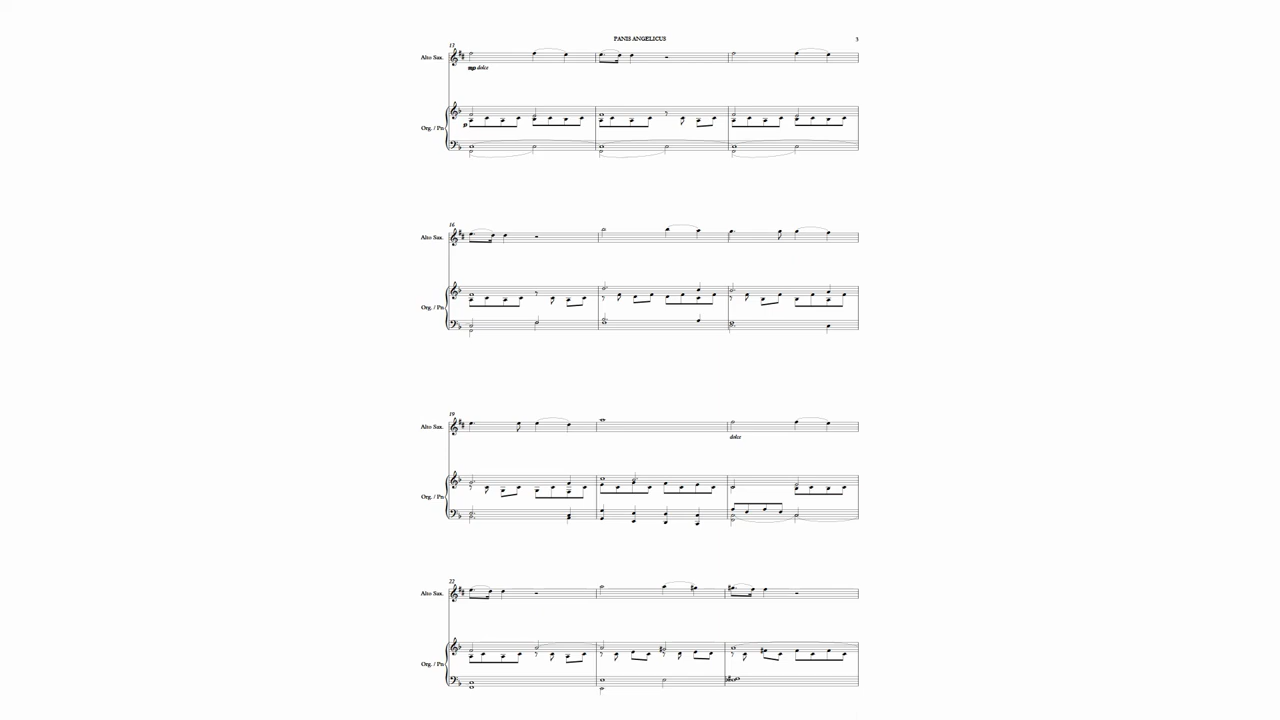 PANIS ANGELICUS 3
13
Alto Sax.
mp dolce
p
Org. / Pn
16
Alto Sax.
Org. / Pn
19
Alto Sax.
dolce
Org. / Pn
22
Alto Sax.
Org. / Pn